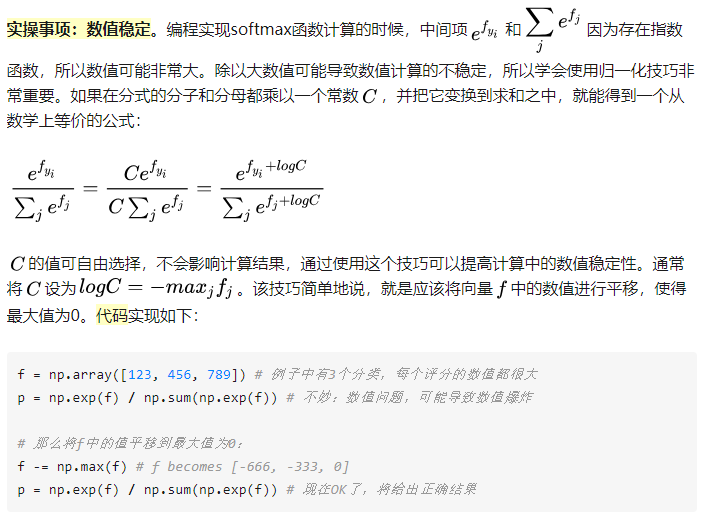 实操事项：数值稳定。编程实现softmax函数计算的时候，中间项 $e^{f_{y_i}}$ 和 $\sum_j e^{f_j}$ 因为存在指数
函数，所以数值可能非常大。除以大数值可能导致数值计算的不稳定，所以学会使用归一化技巧非
常重要。如果在分式的分子和分母都乘以一个常数 $C$ ，并把它变换到求和之中，就能得到一个从
数学上等价的公式：
$\frac{e^{f_{y_i}}}{\sum_j e^{f_j}} = \frac{Ce^{f_{y_i}}}{C\sum_j e^{f_j}} = \frac{e^{f_{y_i}+logC}}{\sum_j e^{f_j+logC}}$
$C$ 的值可自由选择，不会影响计算结果，通过使用这个技巧可以提高计算中的数值稳定性。通常
将 $C$ 设为 $logC = -max_j f_j$ 。该技巧简单地说，就是应该将向量 $f$ 中的数值进行平移，使得
最大值为0。代码实现如下：
f = np.array([123, 456, 789]) # 例子中有3个分类，每个评分的数值都很大
p = np.exp(f) / np.sum(np.exp(f)) # 不妙：数值问题，可能导致数值爆炸
# 那么将f中的值平移到最大值为0：
f -= np.max(f) # f becomes [-666, -333, 0]
p = np.exp(f) / np.sum(np.exp(f)) # 现在OK了，将给出正确结果